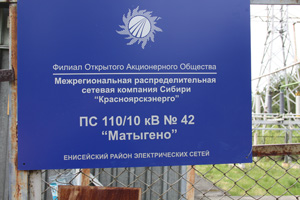 Филиал Открытого Акционерного Общества
Межрегиональная распределительная
сетевая компания Сибири
“Красноярскэнерго”
ПС 110/10 кВ № 42
“Матыгено”
ЕНИСЕЙСКИЙ РАЙОН ЭЛЕКТРИЧЕСКИХ СЕТЕЙ